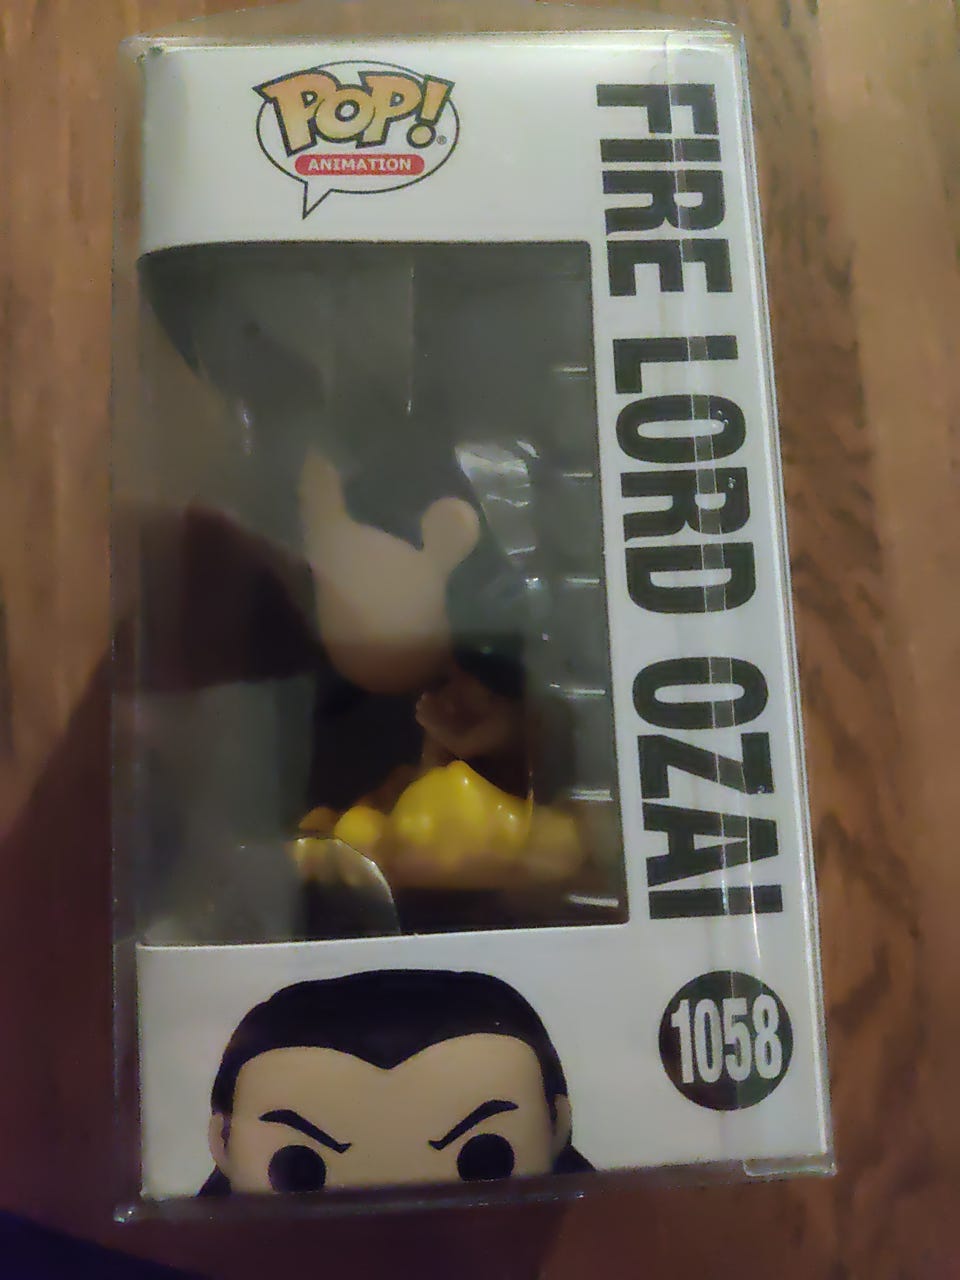 POP!
ANIMATION
FIRE LORD OZAI
1058